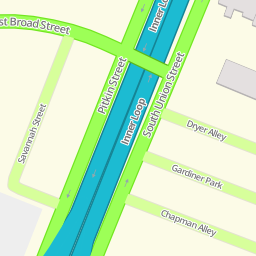 st Broad Street
Inner Lo
Pitkin Street
South Union Street
Inner Loop
Savannah Street
Dryer Alley
Gardiner Park
Chapman Alley